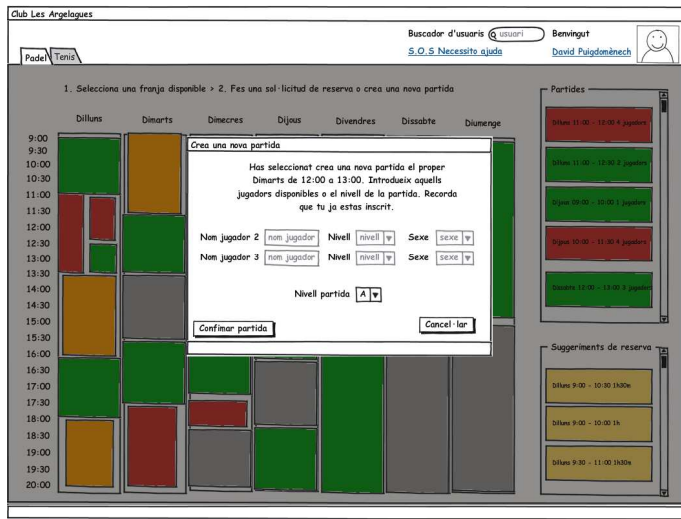 Club Les Argelagues
Buscador d'usuaris usuari Benvingut
S.O.S Necessito ajuda David Puigdomènech
Padel Tenis
1. Selecciona una franja disponible > 2. Fes una sol·licitud de reserva o crea una nova partida
Dilluns Dimarts Dimecres Dijous Divendres Dissabte Diumenge
9:00
9:30
10:00
10:30
11:00
11:30
12:00
12:30
13:00
13:30
14:00
14:30
15:00
15:30
16:00
16:30
17:00
17:30
18:00
18:30
19:00
19:30
20:00
Crea una nova partida
Has seleccionat crea una nova partida el proper
Dimarts de 12:00 a 13:00. Introdueix aquells
jugadors disponibles o el nivell de la partida. Recorda
que tu ja estas inscrit.
Nom jugador 2 nom jugador Nivell nivell Sexe sexe
Nom jugador 3 nom jugador Nivell nivell Sexe sexe
Nivell partida A
Confimar partida Cancel·lar
Partides
Dilluns 11:00 - 12:00 4 jugadors
Dilluns 11:00 - 12:00 2 jugadors
Dijous 09:00 - 10:00 1 jugadors
Dijous 10:00 - 11:30 4 jugadors
Dissabte 12:00 - 13:00 3 jugadors
Suggeriments de reserva
Dilluns 9:00 - 10:30 1h30m
Dilluns 9:00 - 10:00 1h
Dilluns 9:30 - 11:00 1h30m